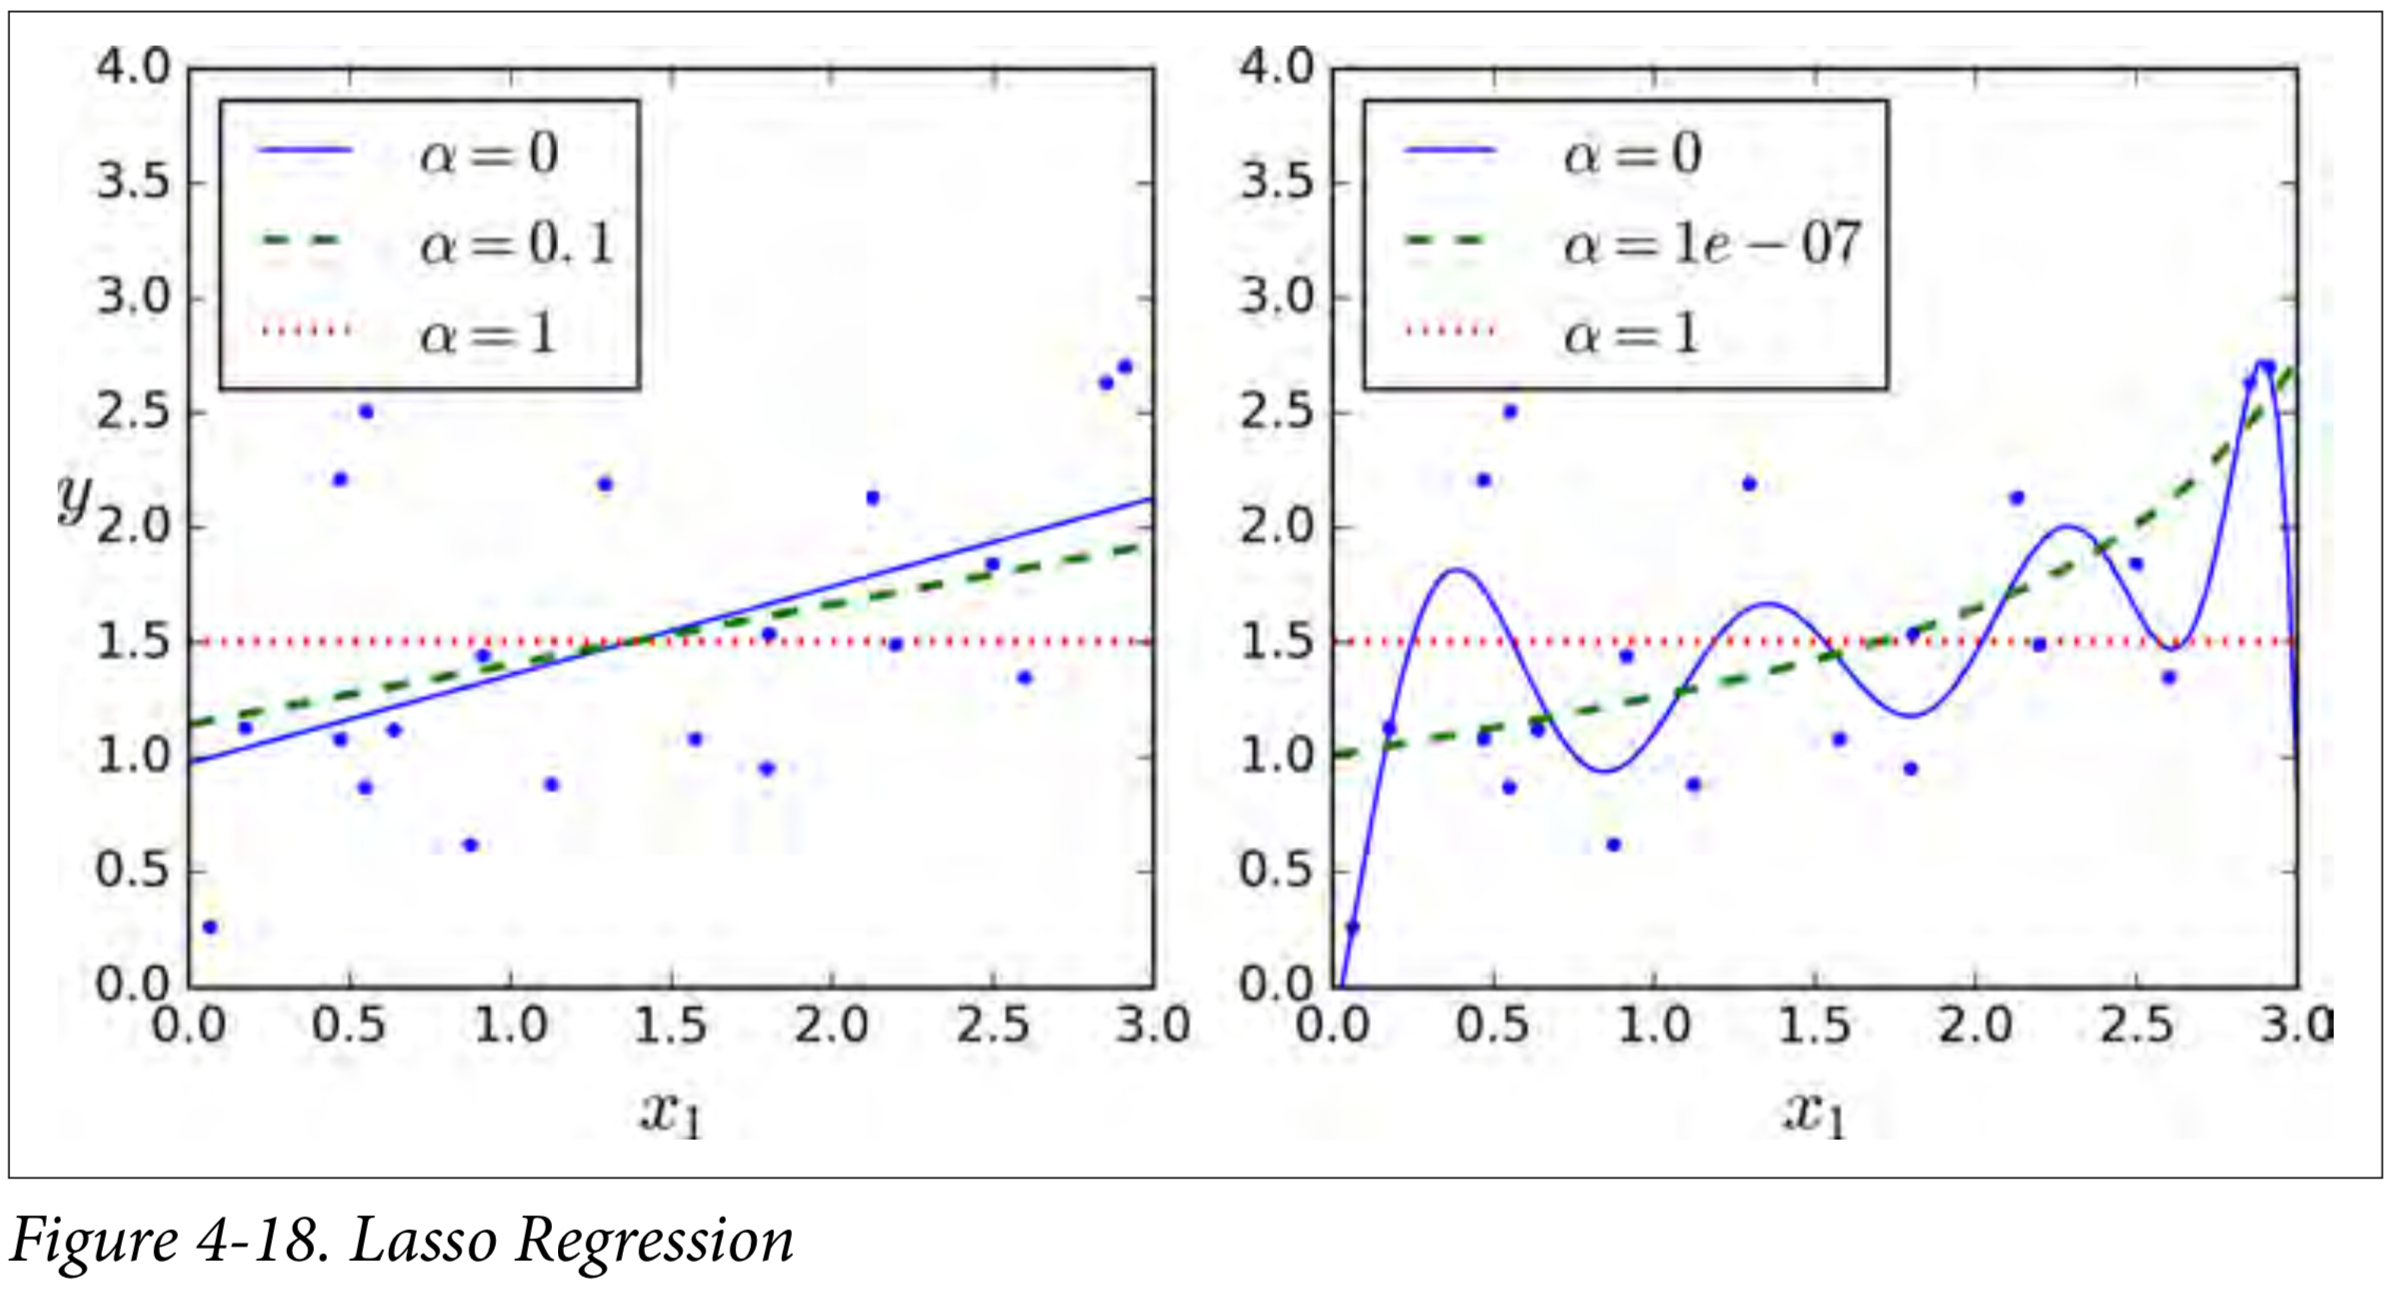 4.0
3.5
3.0
2.5
2.0
1.5
1.0
0.5
0.0
y
α = 0
α = 0.1
α = 1
0.0 0.5 1.0 1.5 2.0 2.5 3.0
x₁
4.0
3.5
3.0
2.5
2.0
1.5
1.0
0.5
0.0
α = 0
α = 1e − 07
α = 1
0.0 0.5 1.0 1.5 2.0 2.5 3.0
x₁
Figure 4-18. Lasso Regression